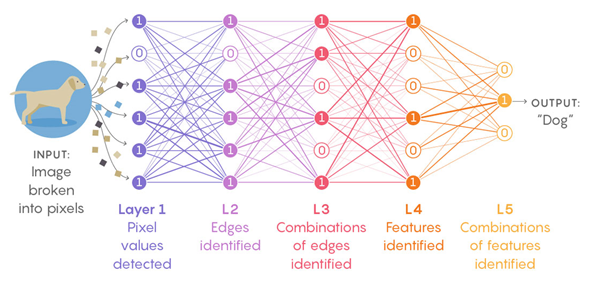 1 1 1 1
0 0 1 0
0
1 1 0 0
1
1 1 1 1
0
1 1 0 0
1 1 1 1
INPUT:
Image
broken
into pixels
OUTPUT:
“Dog”
Layer 1
Pixel
values
detected
L2
Edges
identified
L3
Combinations
of edges
identified
L4
Features
identified
L5
Combinations
of features
identified